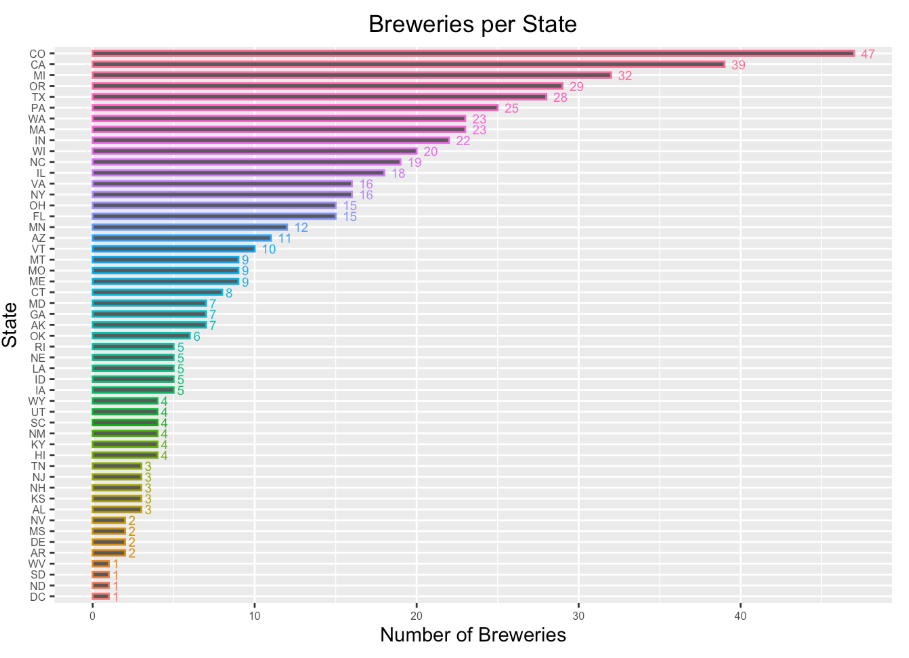 Breweries per State
State
CO 47
CA 39
MI 32
OR 29
TX 28
PA 25
WA 23
MA 23
IN 22
WI 20
NC 19
IL 18
VA 16
NY 16
OH 15
FL 15
MN 12
AZ 11
VT 10
MT 9
MO 9
ME 9
CT 8
MD 7
GA 7
AK 7
OK 6
RI 5
NE 5
LA 5
ID 5
IA 5
WY 4
UT 4
SC 4
NM 4
KY 4
HI 4
TN 3
NJ 3
NH 3
KS 3
AL 3
NV 2
MS 2
DE 2
AR 2
WV 1
SD 1
ND 1
DC 1
0 10 20 30 40
Number of Breweries